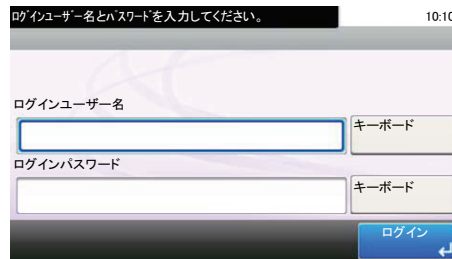 ﾛｸﾞｲﾝﾕｰｻﾞｰ名とﾊﾟｽﾜｰﾄﾞを入力してください。
10:10
ログインユーザー名
キーボード
ログインパスワード
キーボード
ログイン